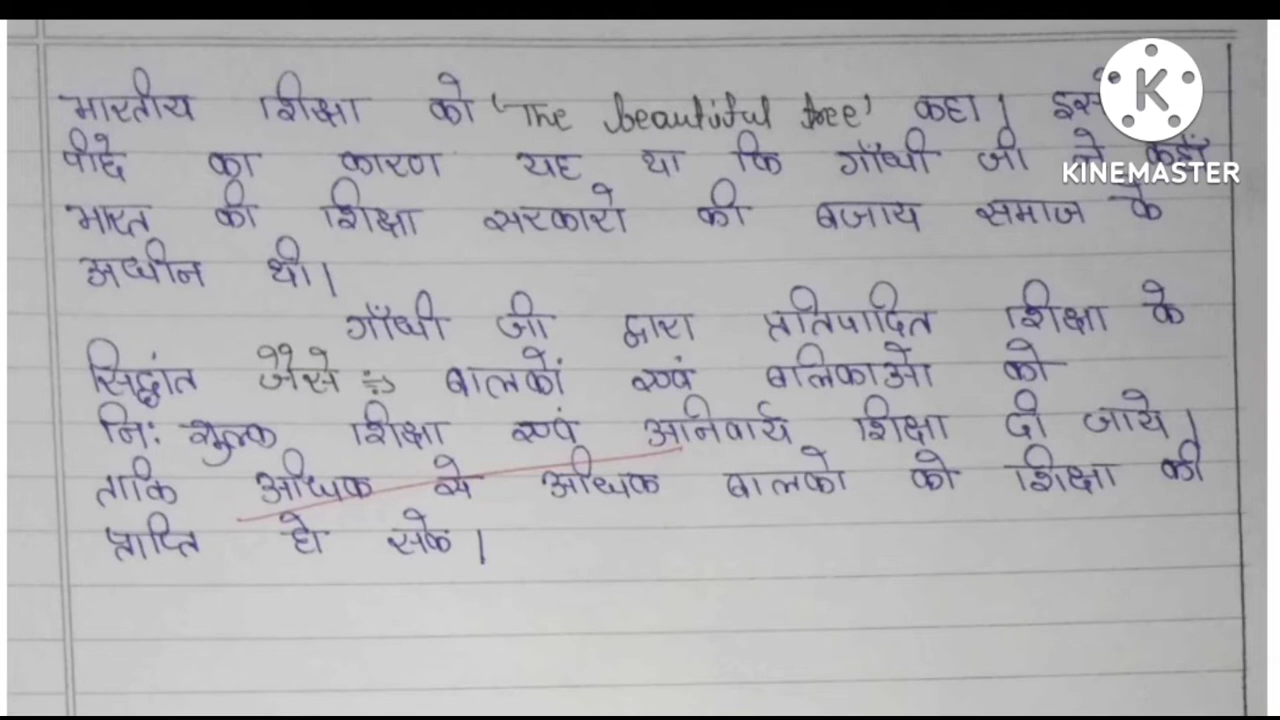 भारतीय शिक्षा को 'The beautiful tree' कहा। इसके
पीछे का कारण यह था कि गाँधी जी ने कहाँ
भारत की शिक्षा सरकारो की बजाय समाज के
अधीन थी।
गाँधी जी द्वारा प्रतिपादित शिक्षा के
सिद्धांत जैसे :⇒ बालकों एवं बलिकाओ को
निः शुल्क शिक्षा एवं अनिवार्य शिक्षा दी जाये।
ताकि अधिक से अधिक बालको को शिक्षा की
प्राप्ति हो सके।
K
KINEMASTER